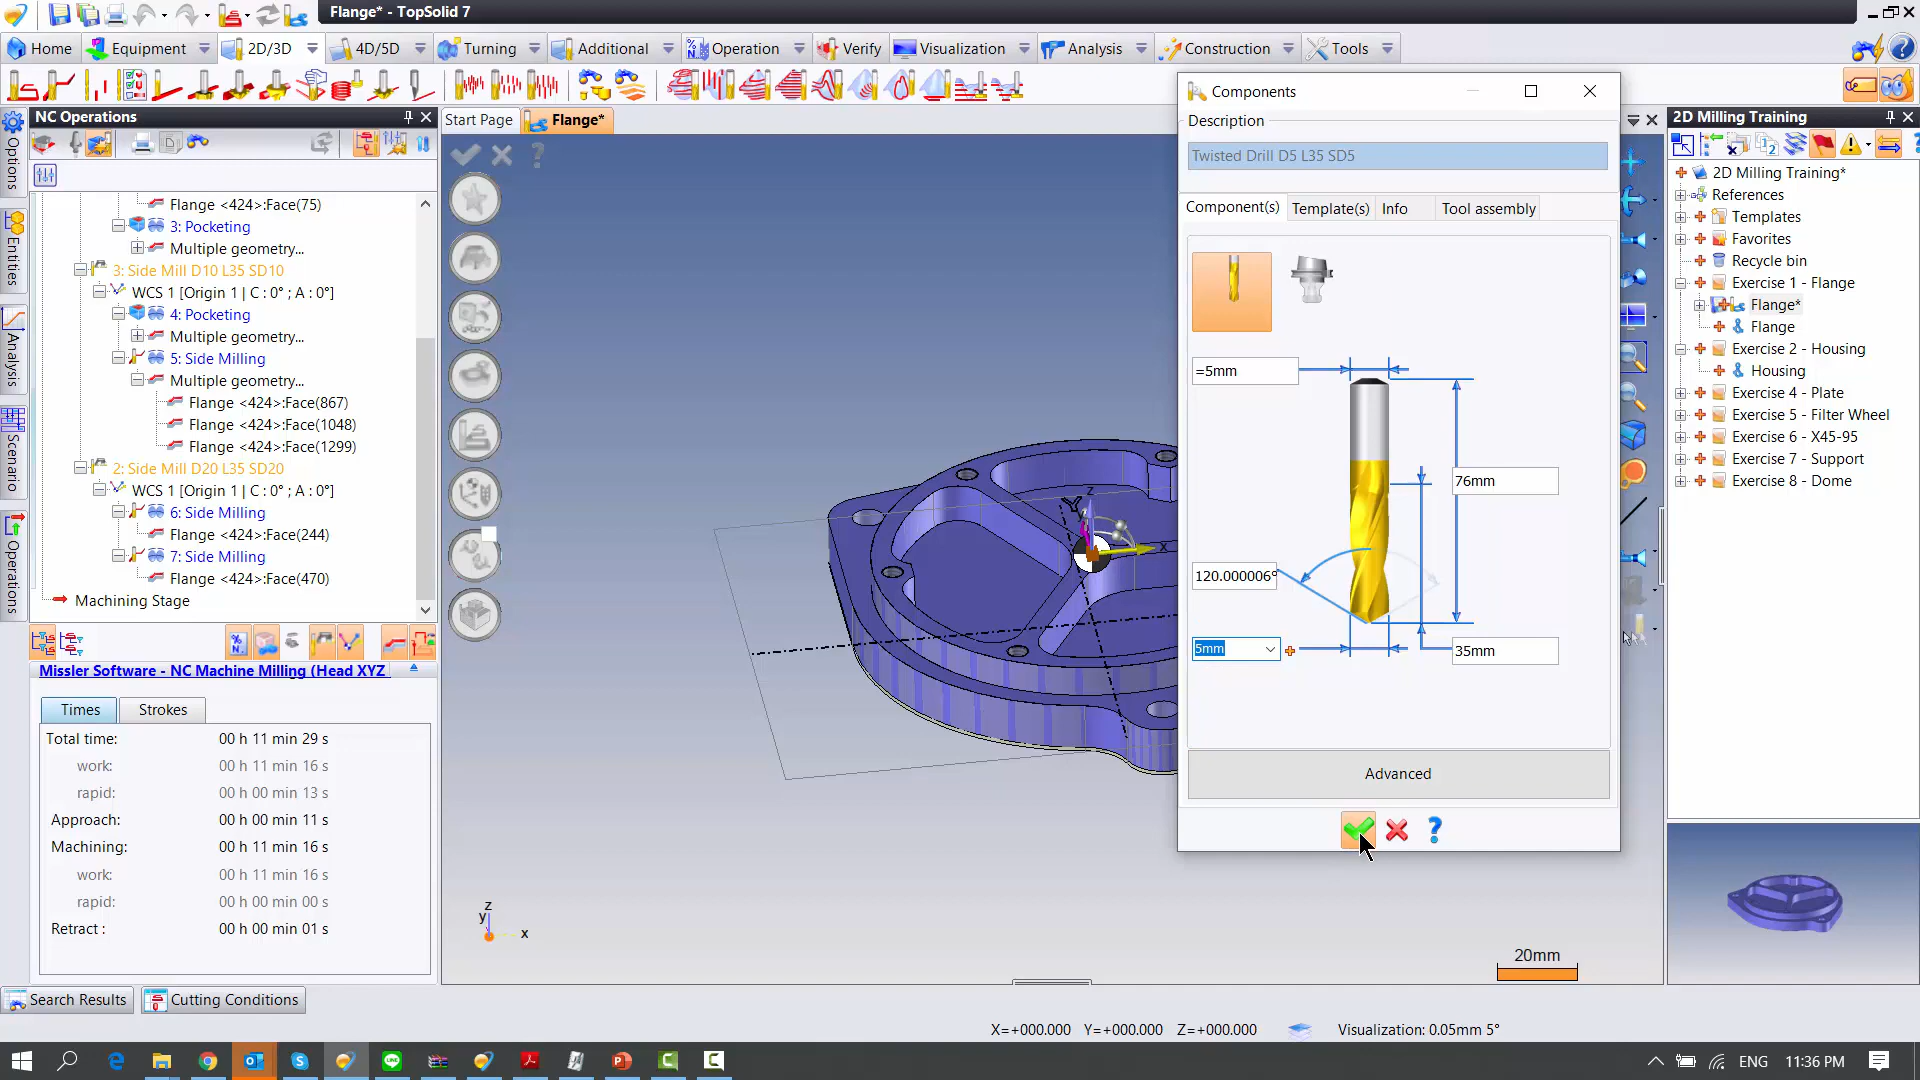 Flange* - TopSolid 7
Home
Equipment
2D/3D
4D/5D
Turning
Additional
Operation
Verify
Visualization
Analysis
Construction
Tools
NC Operations
Start Page
Flange*
Options
Entities
Analysis
Scenario
Operations
Flange <424>:Face(75)
3: Pocketing
Multiple geometry...
3: Side Mill D10 L35 SD10
WCS 1 [Origin 1 | C : 0° ; A : 0°]
4: Pocketing
Multiple geometry...
5: Side Milling
Multiple geometry...
Flange <424>:Face(867)
Flange <424>:Face(1048)
Flange <424>:Face(1299)
2: Side Mill D20 L35 SD20
WCS 1 [Origin 1 | C : 0° ; A : 0°]
6: Side Milling
Flange <424>:Face(244)
7: Side Milling
Flange <424>:Face(470)
Machining Stage
Missler Software - NC Machine Milling (Head XYZ
Times
Strokes
Total time: 00 h 11 min 29 s
work: 00 h 11 min 16 s
rapid: 00 h 00 min 13 s
Approach: 00 h 00 min 11 s
Machining: 00 h 11 min 16 s
work: 00 h 11 min 16 s
rapid: 00 h 00 min 00 s
Retract : 00 h 00 min 01 s
Search Results
Cutting Conditions
z
y
x
Z
Y
X
20mm
Components
Description
Twisted Drill D5 L35 SD5
Component(s)
Template(s)
Info
Tool assembly
=5mm
76mm
120.000006°
5mm
35mm
Advanced
2D Milling Training
2D Milling Training*
References
Templates
Favorites
Recycle bin
Exercise 1 - Flange
Flange*
Flange
Exercise 2 - Housing
Housing
Exercise 4 - Plate
Exercise 5 - Filter Wheel
Exercise 6 - X45-95
Exercise 7 - Support
Exercise 8 - Dome
X=+000.000 Y=+000.000 Z=+000.000
Visualization: 0.05mm 5°
ENG
11:36 PM